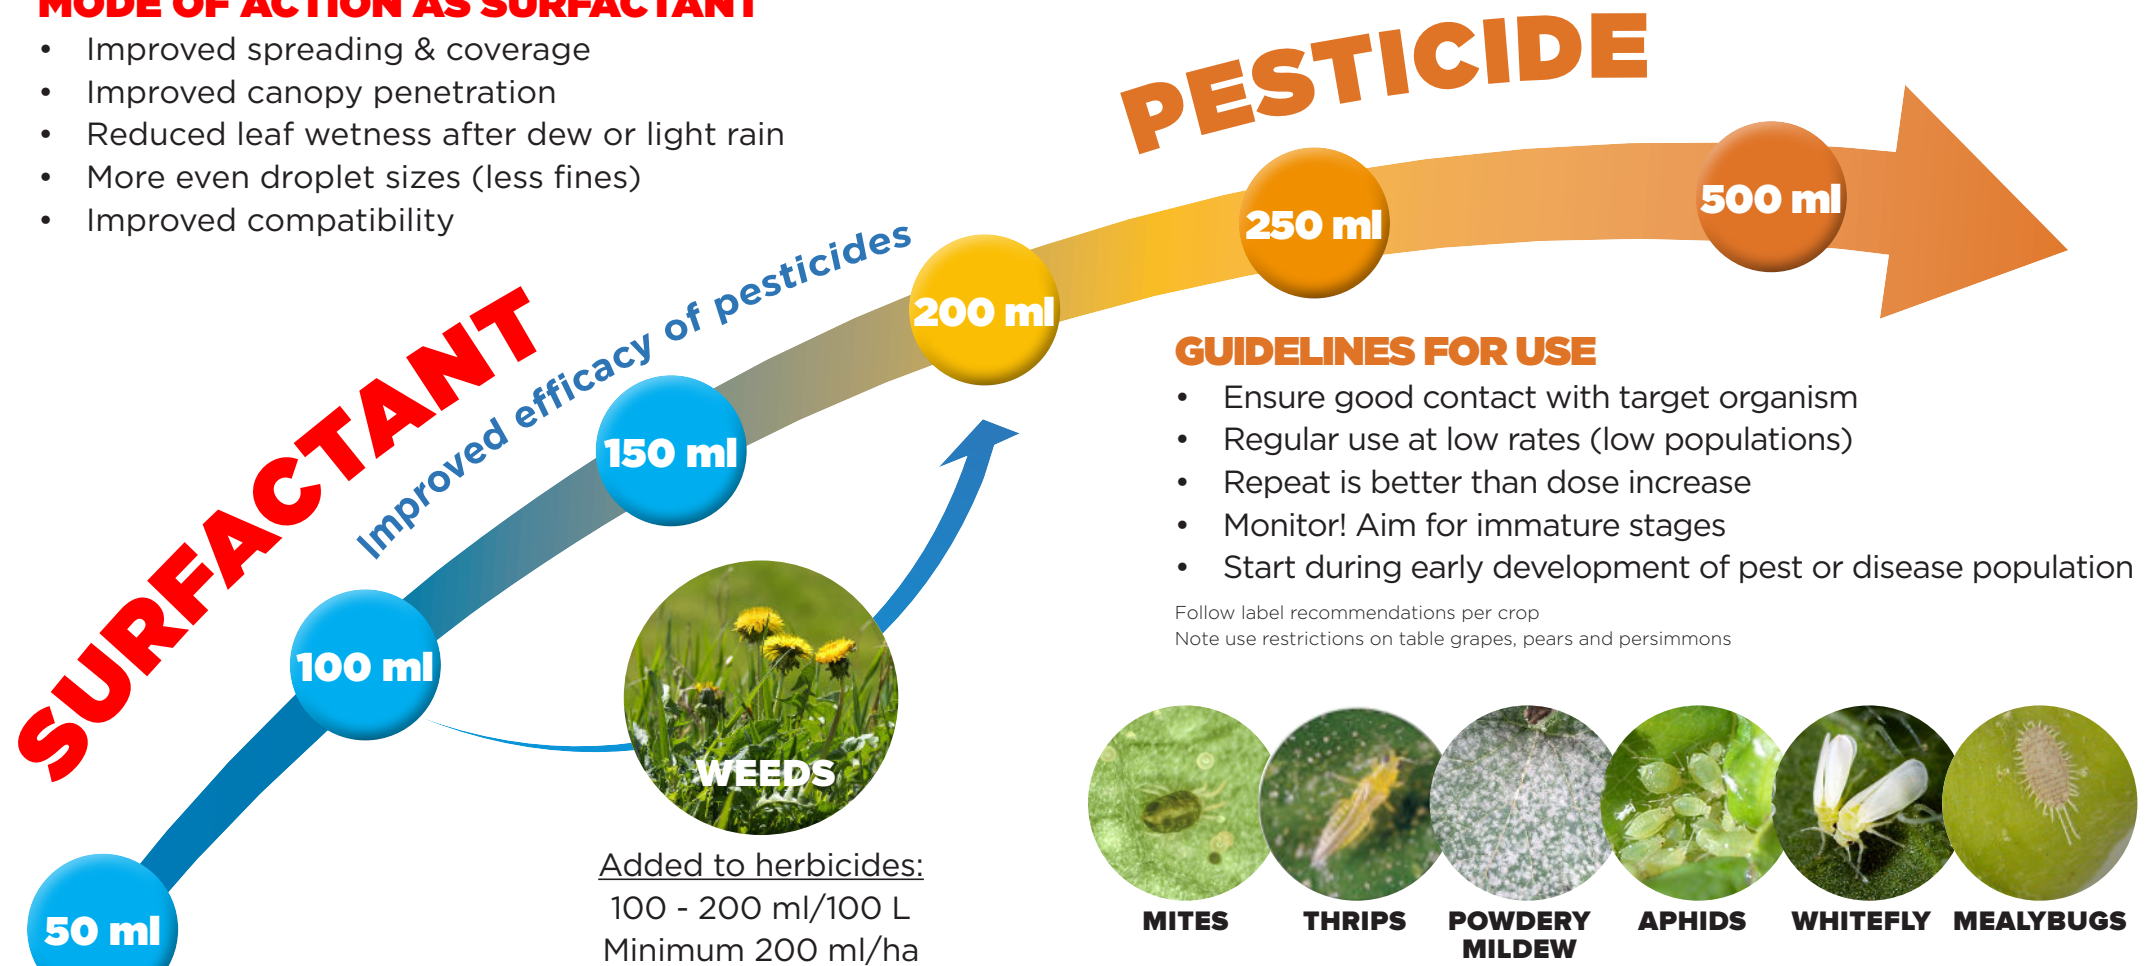 MODE OF ACTION AS SURFACTANT
• Improved spreading & coverage
• Improved canopy penetration
• Reduced leaf wetness after dew or light rain
• More even droplet sizes (less fines)
• Improved compatibility
SURFACTANT
Improved efficacy of pesticides
PESTICIDE
50 ml
100 ml
150 ml
200 ml
250 ml
500 ml
WEEDS
Added to herbicides:
100 - 200 ml/100 L
Minimum 200 ml/ha
GUIDELINES FOR USE
• Ensure good contact with target organism
• Regular use at low rates (low populations)
• Repeat is better than dose increase
• Monitor! Aim for immature stages
• Start during early development of pest or disease population
Follow label recommendations per crop
Note use restrictions on table grapes, pears and persimmons
MITES
THRIPS
POWDERY
MILDEW
APHIDS
WHITEFLY
MEALYBUGS